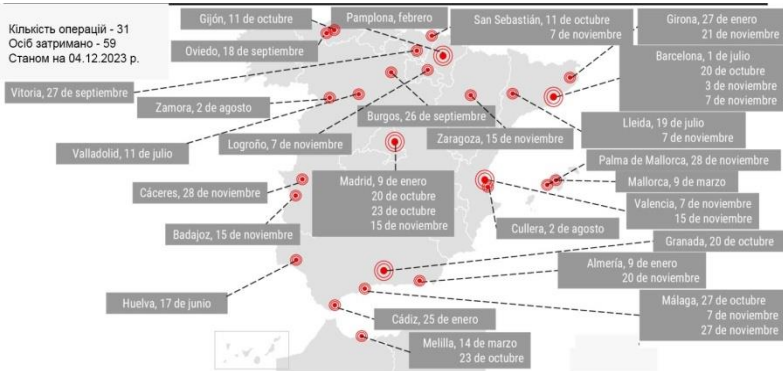 Кількість операцій - 31
Осіб затримано - 59
Станом на 04.12.2023 р.
Gijón, 11 de octubre
Pamplona, febrero
San Sebastián, 11 de octubre
7 de noviembre
Girona, 27 de enero
21 de noviembre
Oviedo, 18 de septiembre
Barcelona, 1 de julio
20 de octubre
3 de noviembre
7 de noviembre
Vitoria, 27 de septiembre
Zamora, 2 de agosto
Burgos, 26 de septiembre
Lleida, 19 de julio
7 de noviembre
Valladolid, 11 de julio
Logroño, 7 de noviembre
Zaragoza, 15 de noviembre
Palma de Mallorca, 28 de noviembre
Mallorca, 9 de marzo
Cáceres, 28 de noviembre
Madrid, 9 de enero
20 de octubre
23 de octubre
15 de noviembre
Valencia, 7 de noviembre
15 de noviembre
Badajoz, 15 de noviembre
Cullera, 2 de agosto
Granada, 20 de octubre
Almería, 9 de enero
20 de noviembre
Huelva, 17 de junio
Málaga, 27 de octubre
7 de noviembre
27 de noviembre
Cádiz, 25 de enero
Melilla, 14 de marzo
23 de octubre